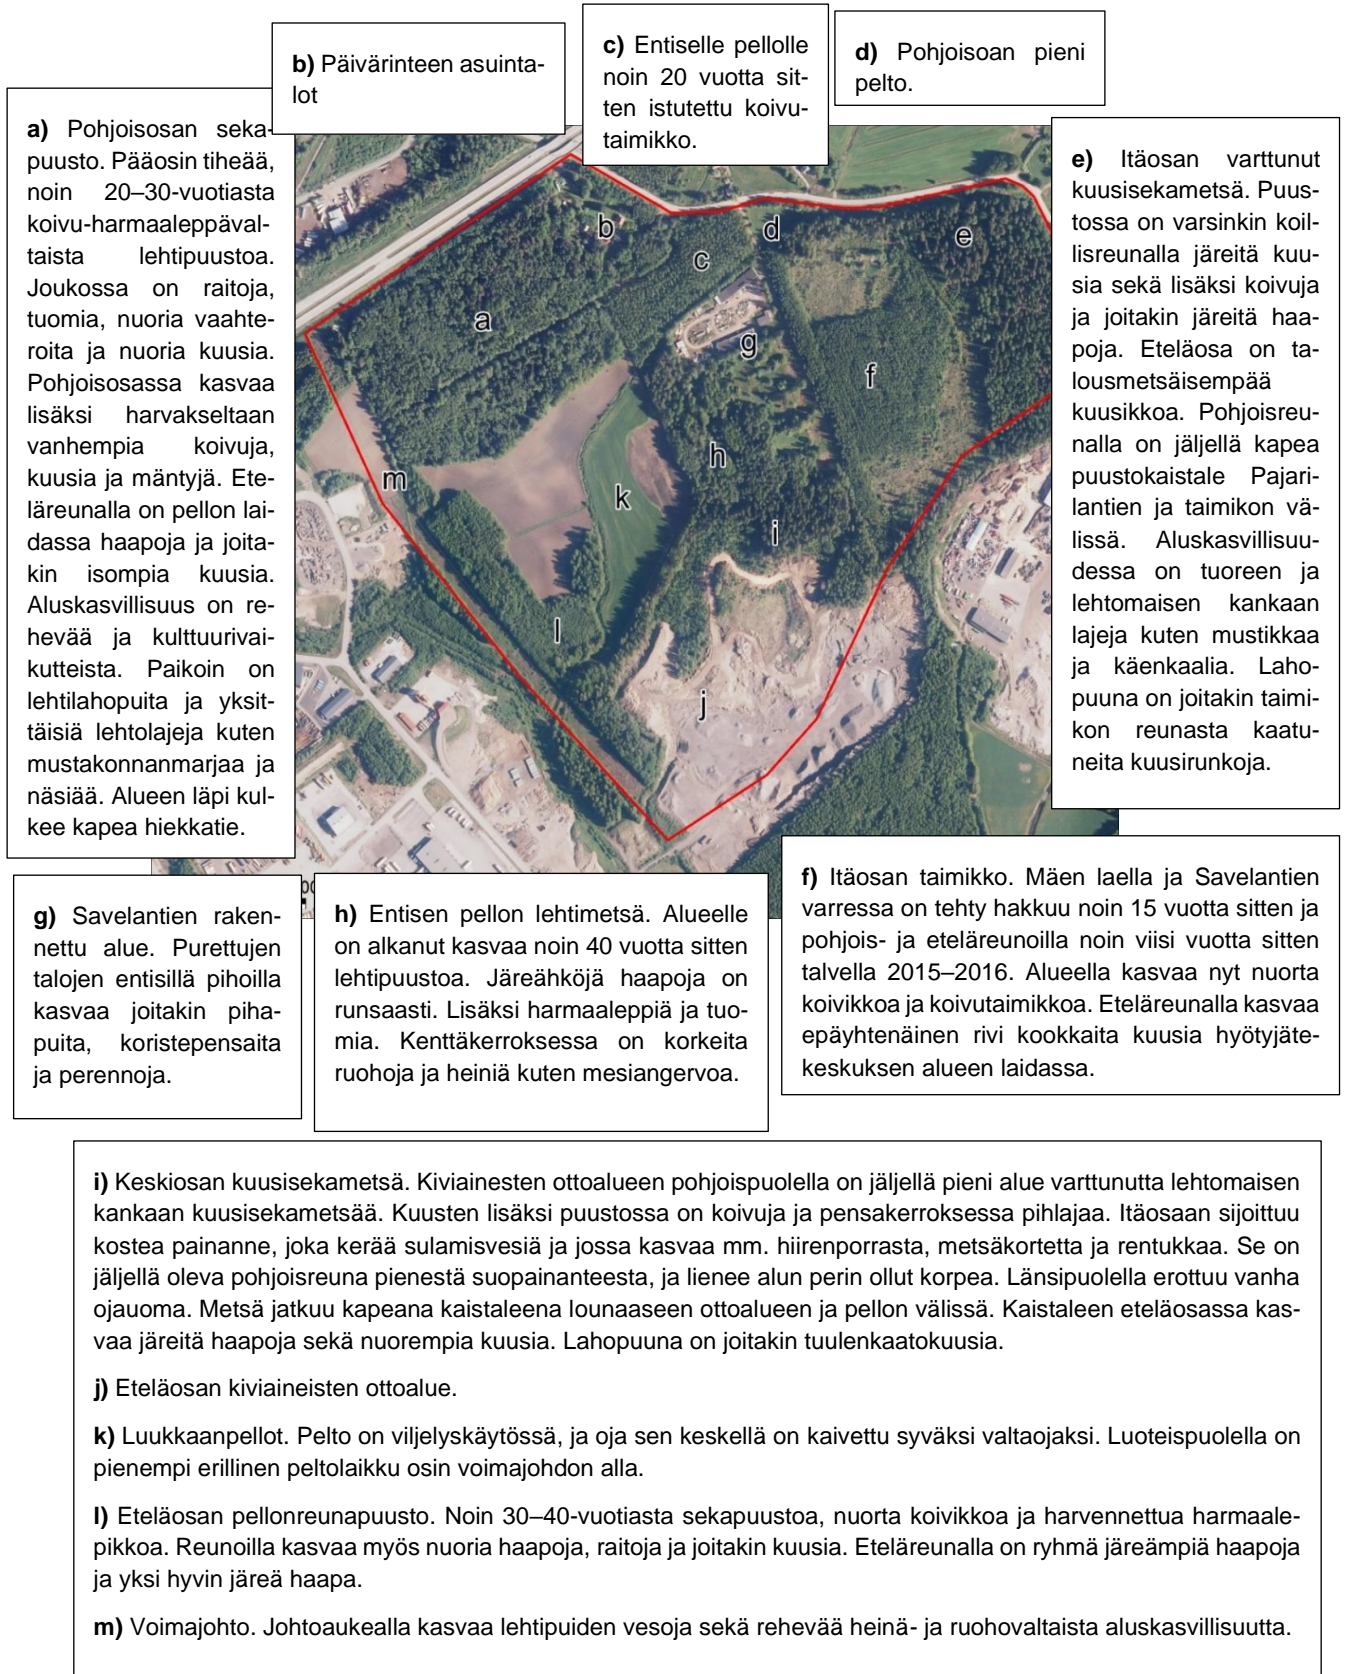 b) Päivärinteen asuinta-
lot
c) Entiselle pellolle
noin 20 vuotta sit-
ten istutettu koivu-
taimikko.
d) Pohjoisoan pieni
pelto.
a) Pohjoisosan seka-
puusto. Pääosin tiheää,
noin 20–30-vuotiasta
koivu-harmaaleppäval-
taista lehtipuustoa.
Joukossa on raitoja,
tuomia, nuoria vaahte-
roita ja nuoria kuusia.
Pohjoisosassa kasvaa
lisäksi harvakseltaan
vanhempia koivuja,
kuusia ja mäntyjä. Ete-
läreunalla on pellon lai-
dassa haapoja ja joita-
kin isompia kuusia.
Aluskasvillisuus on re-
hevää ja kulttuurivai-
kutteista. Paikoin on
lehtilahopuita ja yksit-
täisiä lehtolajeja kuten
mustakonnanmarjaa ja
näsiää. Alueen läpi kul-
kee kapea hiekkatie.
e) Itäosan varttunut
kuusisekametsä. Puus-
tossa on varsinkin koil-
lisreunalla järeitä kuu-
sia sekä lisäksi koivuja
ja joitakin järeitä haa-
poja. Eteläosa on ta-
lousmetsäisempää
kuusikkoa. Pohjoisreu-
nalla on jäljellä kapea
puustokaistale Pajari-
lantien ja taimikon vä-
lissä. Aluskasvillisuu-
dessa on tuoreen ja
lehtomaisen kankaan
lajeja kuten mustikkaa
ja käenkaalia. Laho-
puuna on joitakin taimi-
kon reunasta kaatu-
neita kuusirunkoja.
b
d
e
c
a
g
f
h
m
k
i
l
j
g) Savelantien raken-
nettu alue. Purettujen
talojen entisillä pihoilla
kasvaa joitakin piha-
puita, koristepensaita
ja perennoja.
h) Entisen pellon lehtimetsä. Alueelle
on alkanut kasvaa noin 40 vuotta sitten
lehtipuustoa. Järeähköjä haapoja on
runsaasti. Lisäksi harmaaleppiä ja tuo-
mia. Kenttäkerroksessa on korkeita
ruohoja ja heiniä kuten mesiangervoa.
f) Itäosan taimikko. Mäen laella ja Savelantien
varressa on tehty hakkuu noin 15 vuotta sitten ja
pohjois- ja eteläreunoilla noin viisi vuotta sitten
talvella 2015–2016. Alueella kasvaa nyt nuorta
koivikkoa ja koivutaimikkoa. Eteläreunalla kasvaa
epäyhtenäinen rivi kookkaita kuusia hyötyjäte-
keskuksen alueen laidassa.
i) Keskiosan kuusisekametsä. Kiviainesten ottoalueen pohjoispuolella on jäljellä pieni alue varttunutta lehtomaisen
kankaan kuusisekametsää. Kuusten lisäksi puustossa on koivuja ja pensakerroksessa pihlajaa. Itäosaan sijoittuu
kostea painanne, joka kerää sulamisvesiä ja jossa kasvaa mm. hiirenporrasta, metsäkortetta ja rentukkaa. Se on
jäljellä oleva pohjoisreuna pienestä suopainanteesta, ja lienee alun perin ollut korpea. Länsipuolella erottuu vanha
ojauoma. Metsä jatkuu kapeana kaistaleena lounaaseen ottoalueen ja pellon välissä. Kaistaleen eteläosassa kas-
vaa järeitä haapoja sekä nuorempia kuusia. Lahopuuna on joitakin tuulenkaatokuusia.
j) Eteläosan kiviaineisten ottoalue.
k) Luukkaanpellot. Pelto on viljelyskäytössä, ja oja sen keskellä on kaivettu syväksi valtaojaksi. Luoteispuolella on
pienempi erillinen peltolaikku osin voimajohdon alla.
l) Eteläosan pellonreunapuusto. Noin 30–40-vuotiasta sekapuustoa, nuorta koivikkoa ja harvennettua harmaale-
pikkoa. Reunoilla kasvaa myös nuoria haapoja, raitoja ja joitakin kuusia. Eteläreunalla on ryhmä järeämpiä haapoja
ja yksi hyvin järeä haapa.
m) Voimajohto. Johtoaukealla kasvaa lehtipuiden vesoja sekä rehevää heinä- ja ruohovaltaista aluskasvillisuutta.